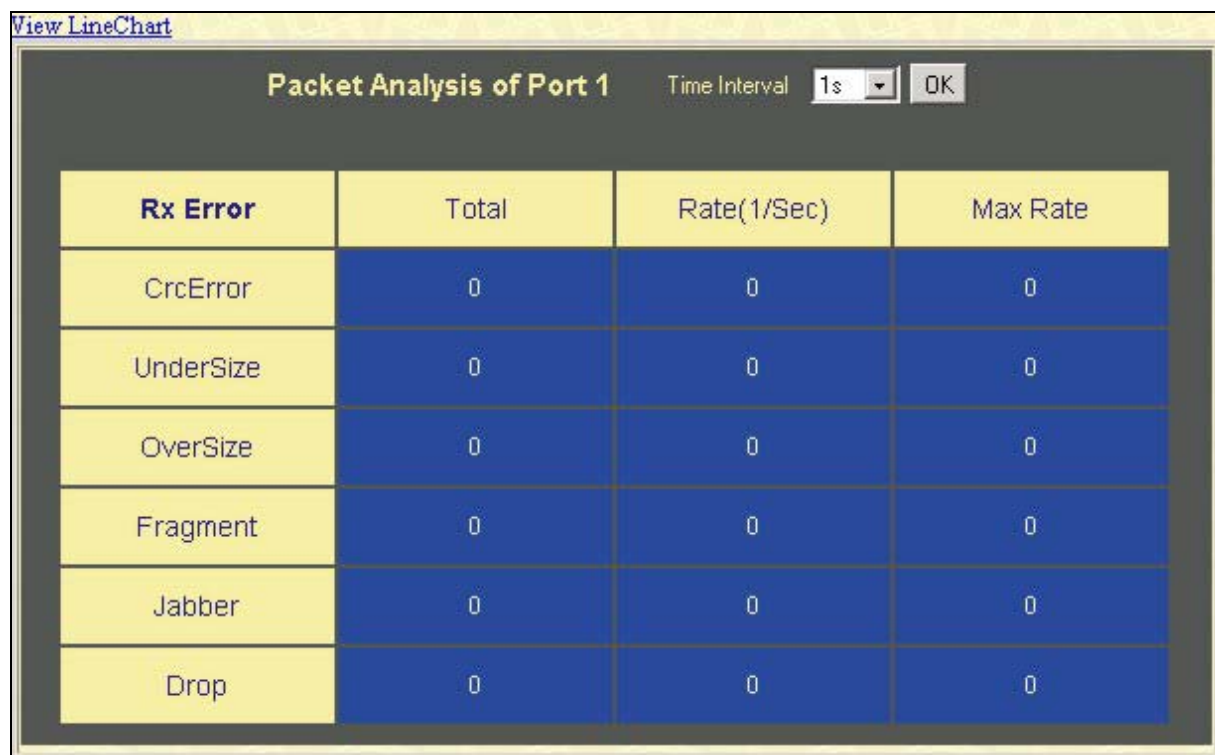 View LineChart
Packet Analysis of Port 1 Time Interval 1s OK
Rx Error Total Rate(1/Sec) Max Rate
CrcError 0 0 0
UnderSize 0 0 0
OverSize 0 0 0
Fragment 0 0 0
Jabber 0 0 0
Drop 0 0 0